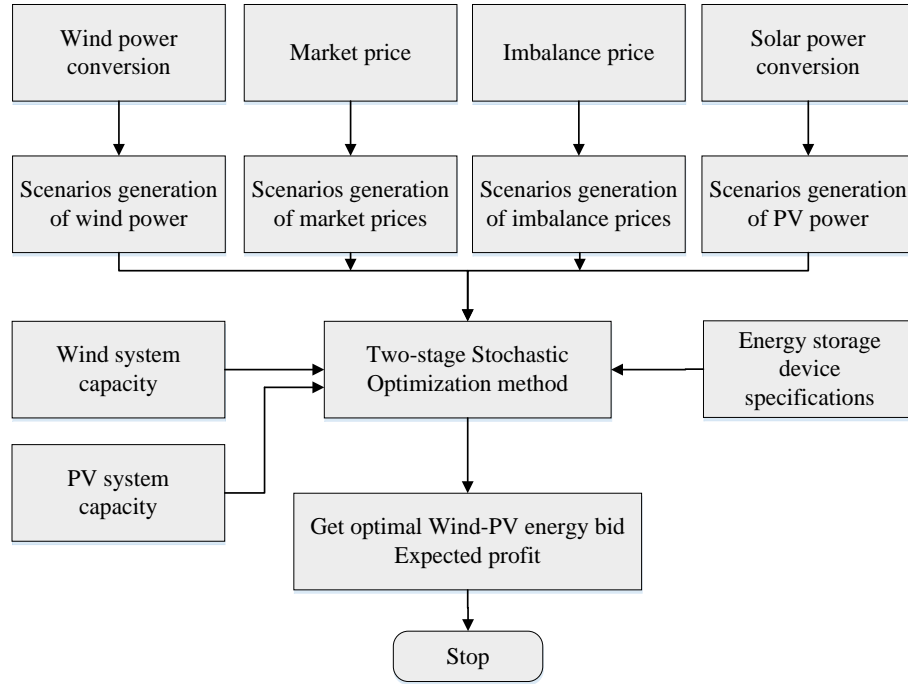 Wind power
conversion
Market price
Imbalance price
Solar power
conversion
Scenarios generation
of wind power
Scenarios generation
of market prices
Scenarios generation
of imbalance prices
Scenarios generation
of PV power
Wind system
capacity
Two-stage Stochastic
Optimization method
Energy storage
device
specifications
PV system
capacity
Get optimal Wind-PV energy bid
Expected profit
Stop